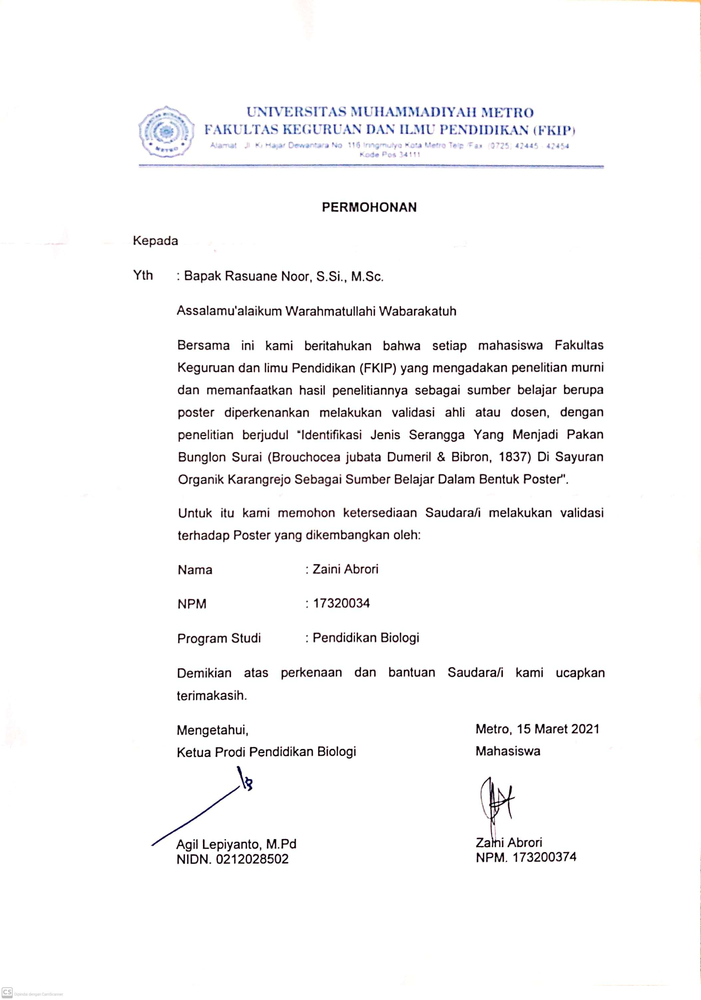 UNIVERSITAS MUHAMMADIYAH METRO
FAKULTAS KEGURUAN DAN ILMU PENDIDIKAN (FKIP)
Alamat Jl Ki Hajar Dewantara No 116 Iringmulyo Kota Metro Telp/Fax (0725) 42445 - 42454
Kode Pos 34111
METRO
PERMOHONAN
Kepada
Yth : Bapak Rasuane Noor, S.Si., M.Sc.
Assalamu'alaikum Warahmatullahi Wabarakatuh
Bersama ini kami beritahukan bahwa setiap mahasiswa Fakultas
Keguruan dan limu Pendidikan (FKIP) yang mengadakan penelitian murni
dan memanfaatkan hasil penelitiannya sebagai sumber belajar berupa
poster diperkenankan melakukan validasi ahli atau dosen, dengan
penelitian berjudul "Identifikasi Jenis Serangga Yang Menjadi Pakan
Bunglon Surai (Brouchocea jubata Dumeril & Bibron, 1837) Di Sayuran
Organik Karangrejo Sebagai Sumber Belajar Dalam Bentuk Poster".
Untuk itu kami memohon ketersediaan Saudara/i melakukan validasi
terhadap Poster yang dikembangkan oleh:
Nama : Zaini Abrori
NPM : 17320034
Program Studi : Pendidikan Biologi
Demikian atas perkenaan dan bantuan Saudara/i kami ucapkan
terimakasih.
Mengetahui,
Ketua Prodi Pendidikan Biologi
Agil Lepiyanto, M.Pd
NIDN. 0212028502
Metro, 15 Maret 2021
Mahasiswa
Zaini Abrori
NPM. 173200374
CS Dipindai dengan CamScanner